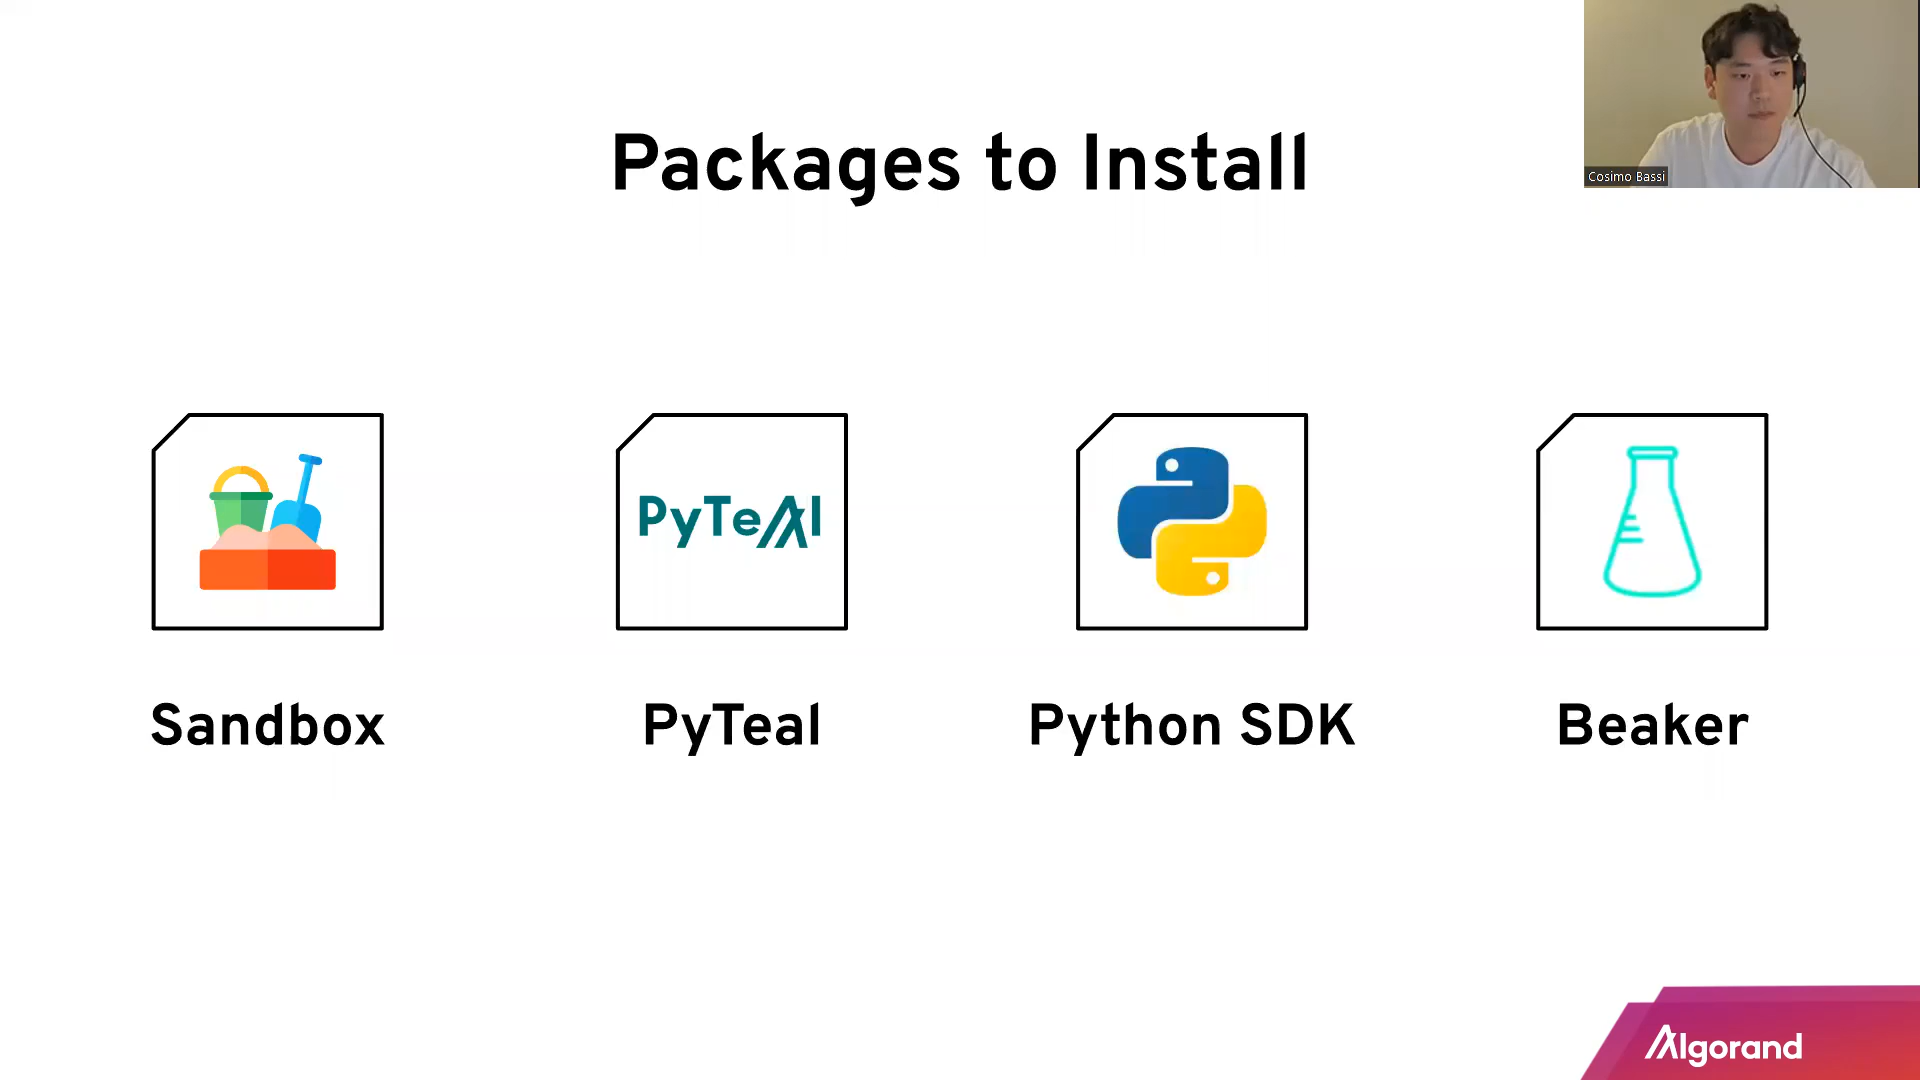 Cosimo Bassi
Packages to Install
PyTeal
Sandbox
PyTeal
Python SDK
Beaker
Algorand